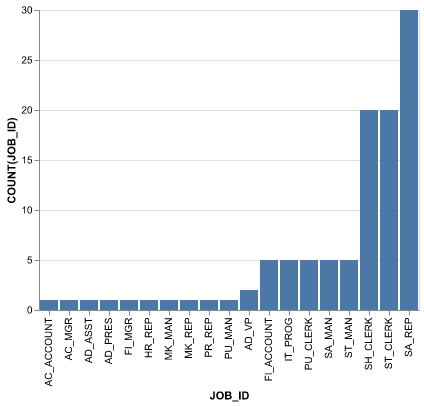 30
25
20
15
10
5
0
COUNT(JOB_ID)
AC_ACCOUNT
AC_MGR
AD_ASST
AD_PRES
FI_MGR
HR_REP
MK_MAN
MK_REP
PR_REP
PU_MAN
AD_VP
FI_ACCOUNT
IT_PROG
PU_CLERK
SA_MAN
ST_MAN
SH_CLERK
ST_CLERK
SA_REP
JOB_ID